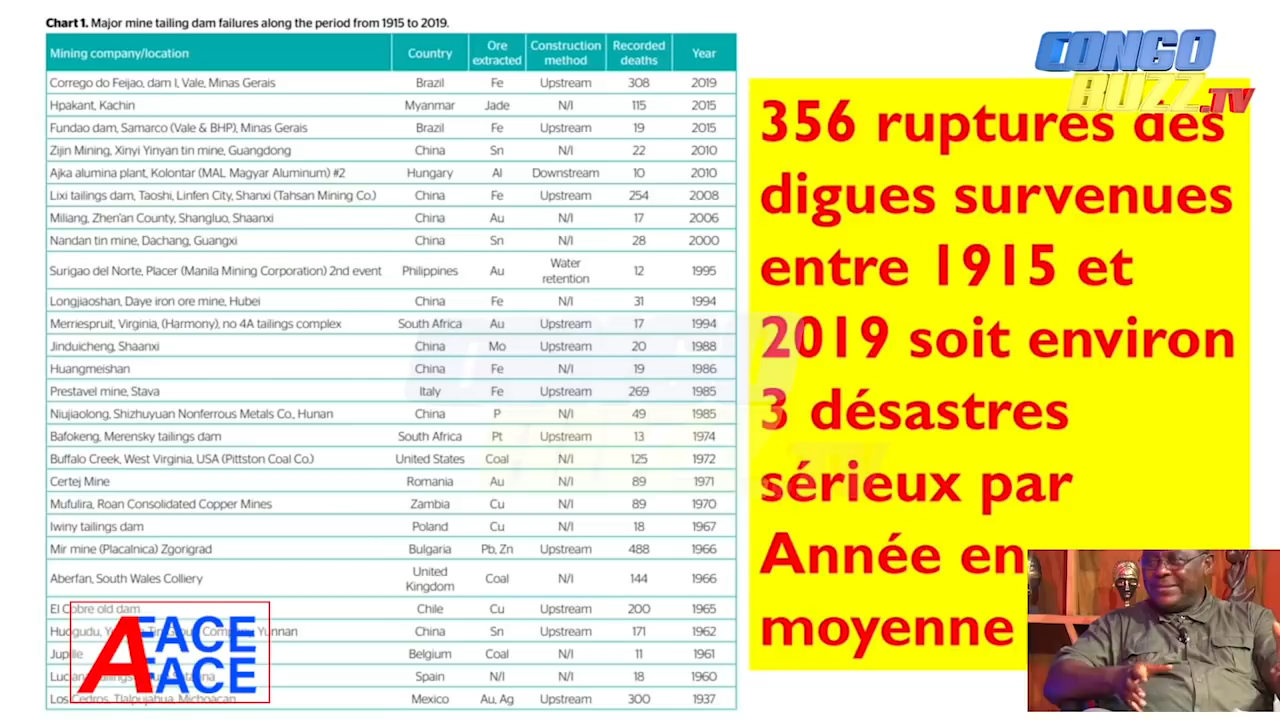 Chart 1. Major mine tailing dam failures along the period from 1915 to 2019.
Mining company/location Country Ore extracted Construction method Recorded deaths Year
Corrego do Feijao, dam I, Vale, Minas Gerais Brazil Fe Upstream 308 2019
Hpakant, Kachin Myanmar Jade N/I 115 2015
Fundao dam, Samarco (Vale & BHP), Minas Gerais Brazil Fe Upstream 19 2015
Zijin Mining, Xinyi Yinyan tin mine, Guangdong China Sn N/I 22 2010
Ajka alumina plant, Kolontar (MAL Magyar Aluminum) #2 Hungary Al Downstream 10 2010
Lixi tailings dam, Taoshi, Linfen City, Shanxi (Tahsan Mining Co.) China Fe Upstream 254 2008
Miliang, Zhen'an County, Shangluo, Shaanxi China Au N/I 17 2006
Nandan tin mine, Dachang, Guangxi China Sn N/I 28 2000
Surigao del Norte, Placer (Manila Mining Corporation) 2nd event Philippines Au Water retention 12 1995
Longjiaoshan, Daye iron ore mine, Hubei China Fe N/I 31 1994
Merriespruit, Virginia, (Harmony), no 4A tailings complex South Africa Au Upstream 17 1994
Jinduicheng, Shaanxi China Mo Upstream 20 1988
Huangmeishan China Fe N/I 19 1986
Prestavel mine, Stava Italy Fe Upstream 269 1985
Niujiaolong, Shizhuyuan Nonferrous Metals Co., Hunan China P N/I 49 1985
Bafokeng, Merensky tailings dam South Africa Pt Upstream 13 1974
Buffalo Creek, West Virginia, USA (Pittston Coal Co.) United States Coal N/I 125 1972
Certej Mine Romania Au N/I 89 1971
Mufulira, Roan Consolidated Copper Mines Zambia Cu N/I 89 1970
Iwiny tailings dam Poland Cu N/I 18 1967
Mir mine (Placalnica) Zgorigrad Bulgaria Pb, Zn Upstream 488 1966
Aberfan, South Wales Colliery United Kingdom Coal N/I 144 1966
El Cobre old dam Chile Cu Upstream 200 1965
Huogudu, Yunnan China Sn Upstream 171 1962
Jupille Belgium Coal N/I 11 1961
Spain N/I N/I 18 1960
Los Cedros, Tlalpujahua, Michoacan Mexico Au, Ag Upstream 300 1937
CONGO
BUZZ.TV
356 ruptures des
digues survenues
entre 1915 et
2019 soit environ
3 désastres
sérieux par
Année en
moyenne
A FACE
FACE